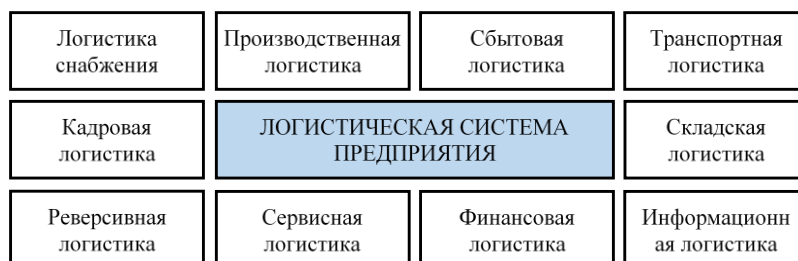 Логистика
снабжения
Производственная
логистика
Сбытовая
логистика
Транспортная
логистика
Кадровая
логистика
ЛОГИСТИЧЕСКАЯ СИСТЕМА
ПРЕДПРИЯТИЯ
Складская
логистика
Реверсивная
логистика
Сервисная
логистика
Финансовая
логистика
Информационн
ая логистика